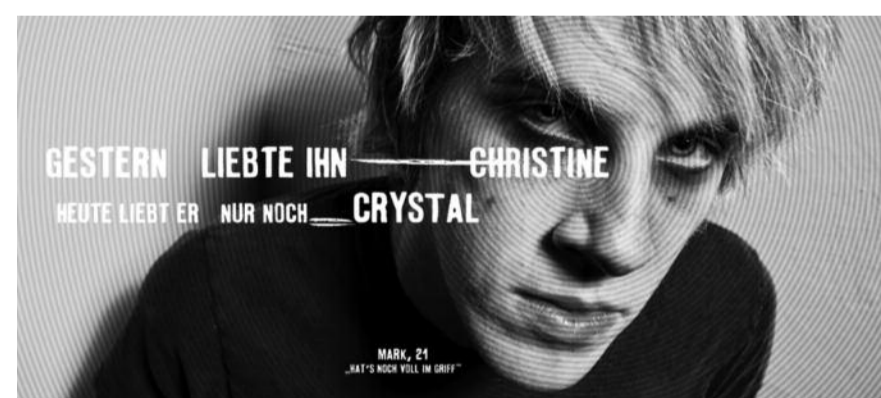 GESTERN LIEBTE IHN CHRISTINE
HEUTE LIEBT ER NUR NOCH CRYSTAL
MARK, 21
„HAT'S NOCH VOLL IM GRIFF"